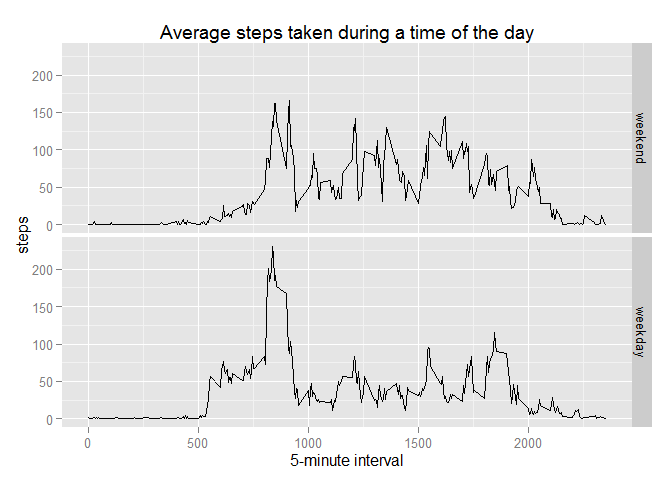 Average steps taken during a time of the day
steps
200
150
100
50
0
weekend
200
150
100
50
0
weekday
0 500 1000 1500 2000
5-minute interval